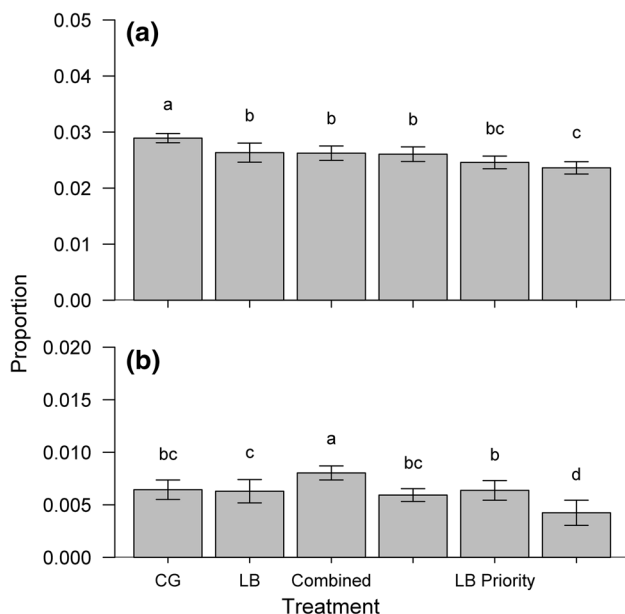 (a)
0.05
0.04
0.03
0.02
0.01
0.00
a
b
b
b
bc
c
Proportion
(b)
0.020
0.015
0.010
0.005
0.000
bc
c
a
bc
b
d
CG LB Combined LB Priority
Treatment